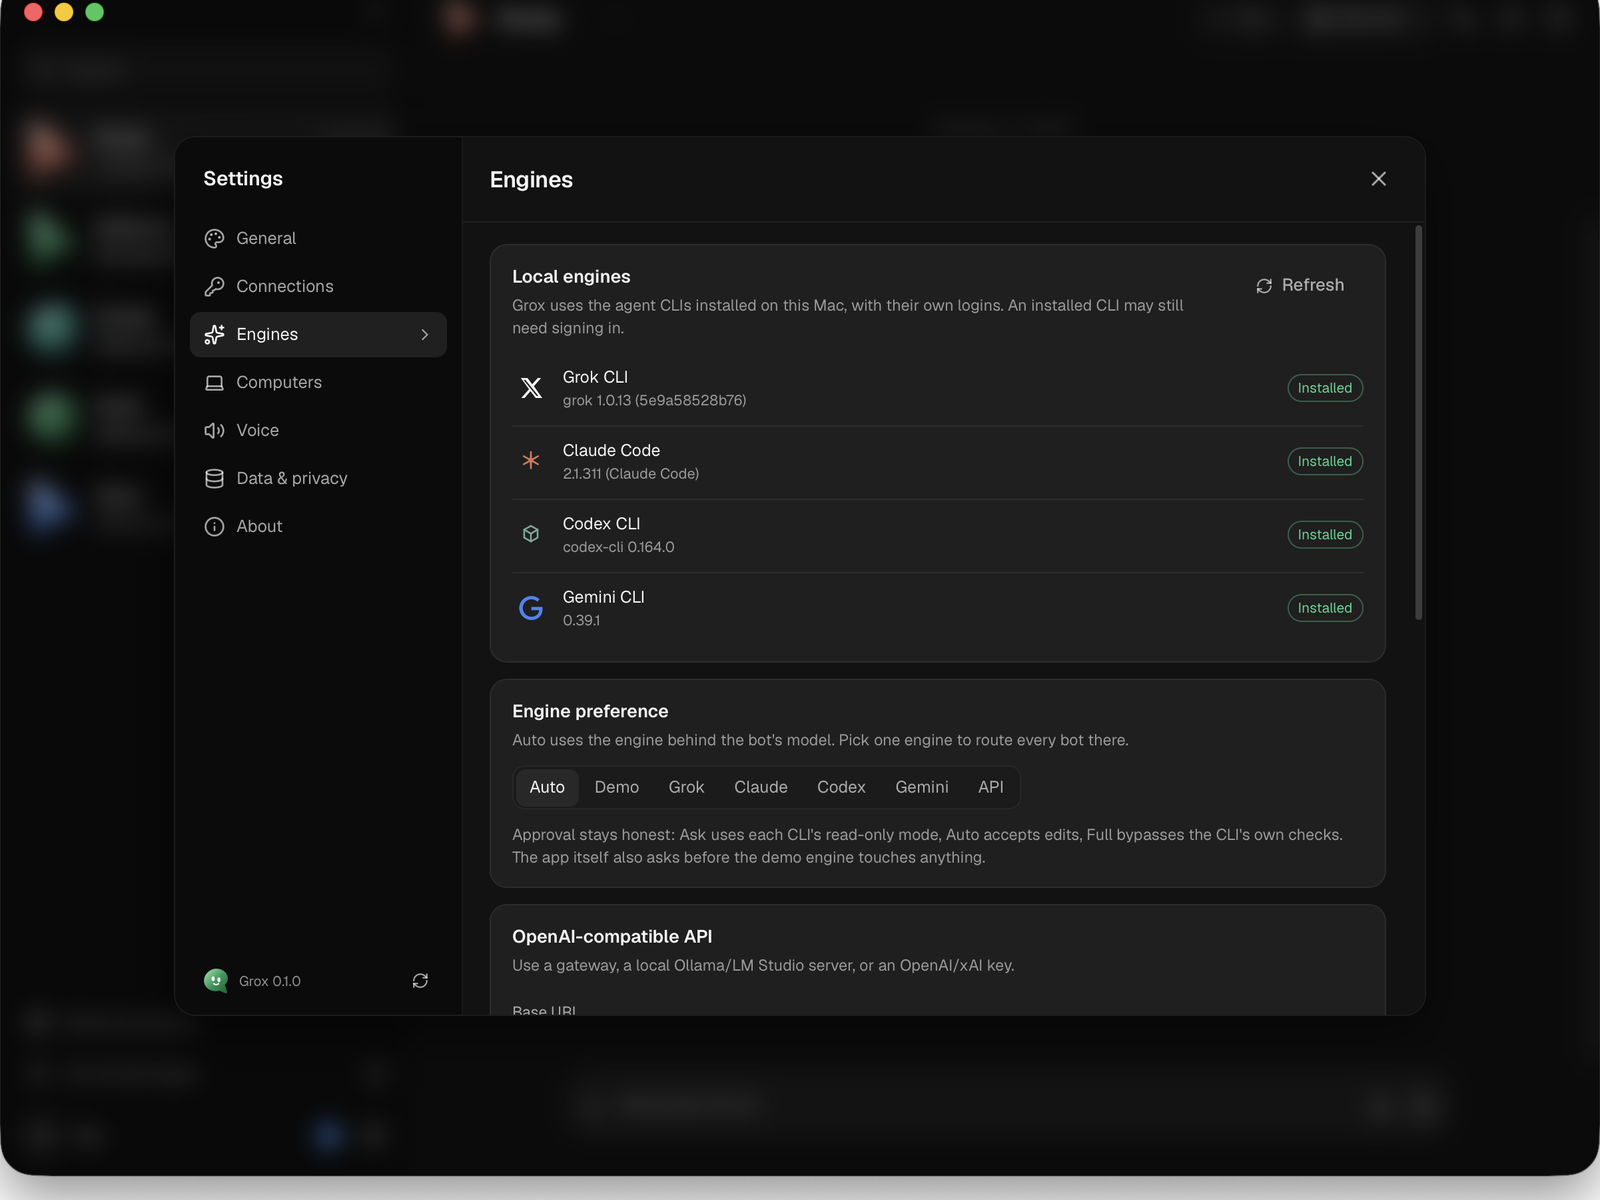 Settings
General
Connections
Engines
Computers
Voice
Data & privacy
About
Grox 0.1.0
Engines
Local engines
Refresh
Grox uses the agent CLIs installed on this Mac, with their own logins. An installed CLI may still
need signing in.
Grok CLI
grok 1.0.13 (5e9a58528b76)
Installed
Claude Code
2.1.311 (Claude Code)
Installed
Codex CLI
codex-cli 0.164.0
Installed
Gemini CLI
0.39.1
Installed
Engine preference
Auto uses the engine behind the bot's model. Pick one engine to route every bot there.
Auto Demo Grok Claude Codex Gemini API
Approval stays honest: Ask uses each CLI's read-only mode, Auto accepts edits, Full bypasses the CLI's own checks.
The app itself also asks before the demo engine touches anything.
OpenAI-compatible API
Use a gateway, a local Ollama/LM Studio server, or an OpenAI/xAI key.
Base URL